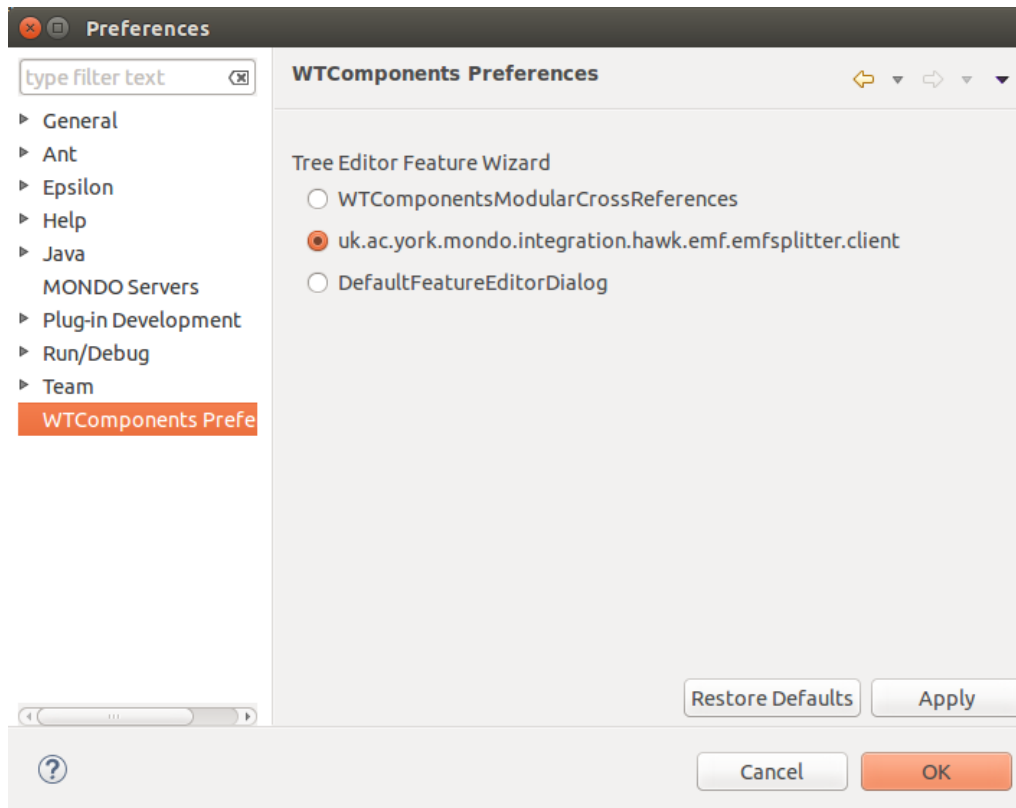 Preferences
type filter text
WTComponents Preferences
General
Ant
Epsilon
Help
Java
MONDO Servers
Plug-in Development
Run/Debug
Team
WTComponents Prefe
Tree Editor Feature Wizard
WTComponentsModularCrossReferences
uk.ac.york.mondo.integration.hawk.emf.emfsplitter.client
DefaultFeatureEditorDialog
Restore Defaults
Apply
Cancel
OK